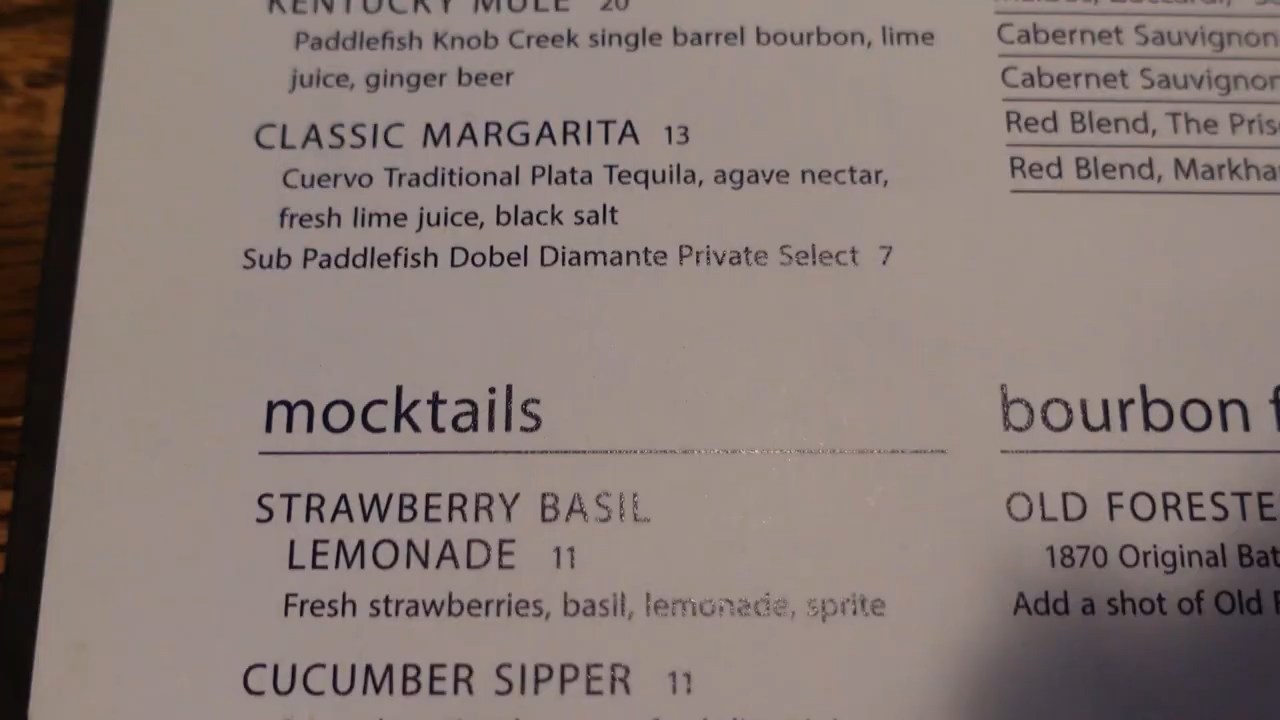 KENTUCKY MULE 20
Paddlefish Knob Creek single barrel bourbon, lime
juice, ginger beer
CLASSIC MARGARITA 13
Cuervo Traditional Plata Tequila, agave nectar,
fresh lime juice, black salt
Sub Paddlefish Dobel Diamante Private Select 7
mocktails
STRAWBERRY BASIL
LEMONADE 11
Fresh strawberries, basil, lemonade, sprite
CUCUMBER SIPPER 11
Cabernet Sauvignon
Cabernet Sauvignon
Red Blend, The Pris
Red Blend, Markha
bourbon f
OLD FORESTE
1870 Original Bat
Add a shot of Old F